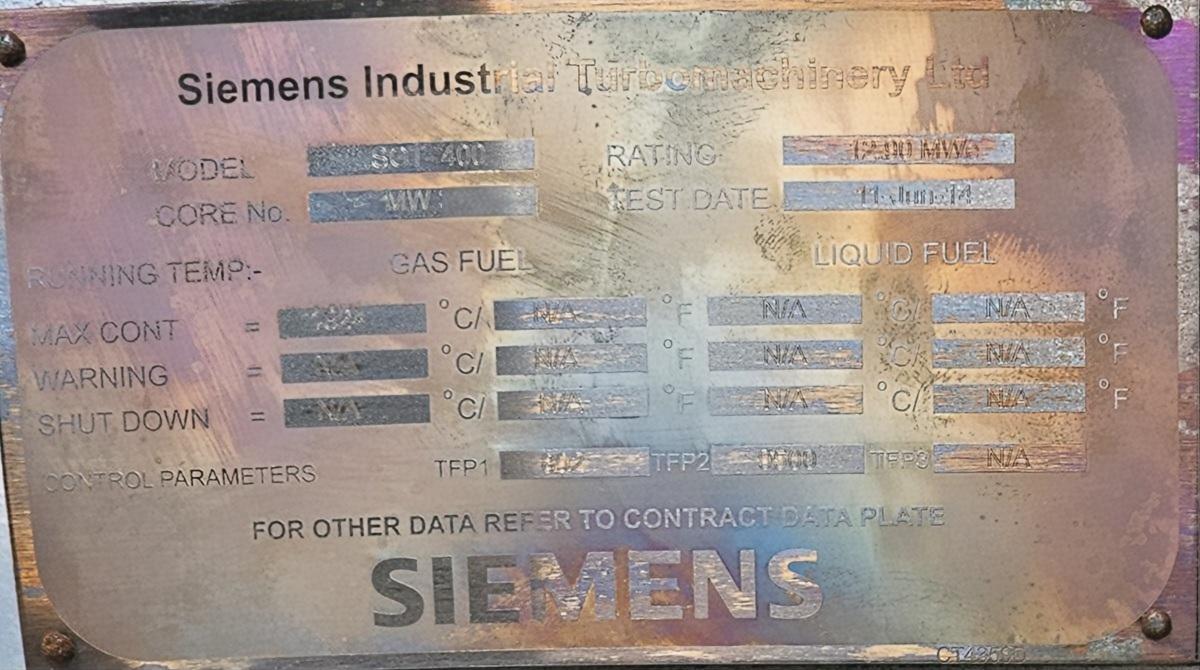 Siemens Industrial Turbomachinery Ltd
MODEL SGT-400 RATING 12.90 MWe
CORE No. MW TEST DATE 11-Jun-14
RUNNING TEMP:- GAS FUEL LIQUID FUEL
MAX CONT = °C/ N/A °F N/A °C/ N/A °F
WARNING = N/A °C/ N/A °F N/A °C/ N/A °F
SHUT DOWN = N/A °C/ N/A °F N/A °C/ N/A °F
CONTROL PARAMETERS TFP1 TFP2 TFP3 N/A
FOR OTHER DATA REFER TO CONTRACT DATA PLATE
SIEMENS